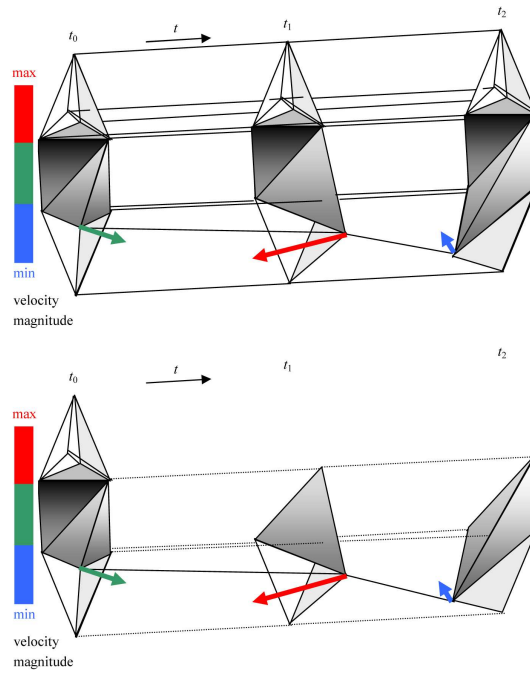 t0
t
t1
t2
max
min
velocity
magnitude
t0
t
t1
t2
max
min
velocity
magnitude